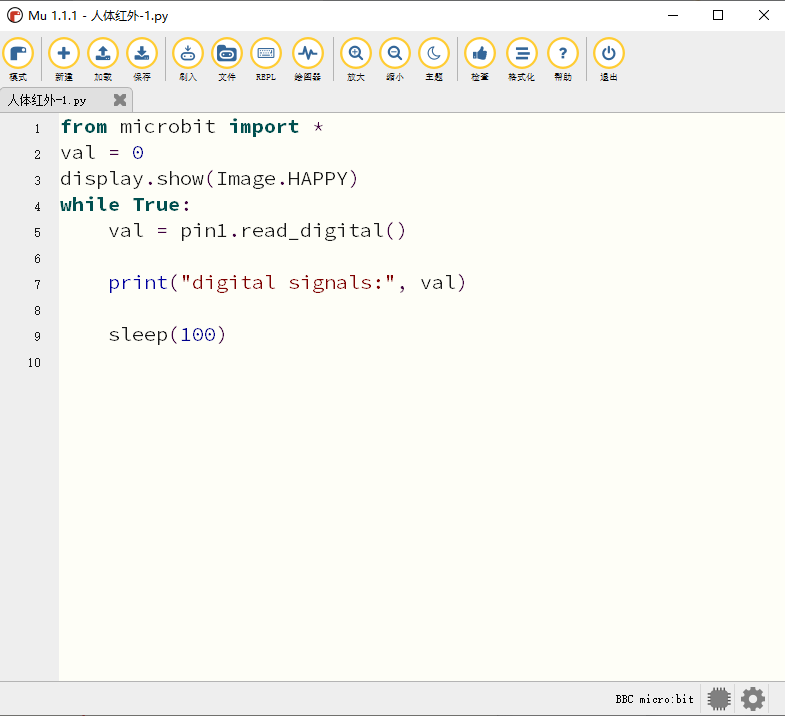 Mu 1.1.1 - 人体红外-1.py
模式 新建 加载 保存 刷入 文件 REPL 绘图器 放大 缩小 主题 检查 格式化 帮助 退出
人体红外-1.py
1 from microbit import *
2 val = 0
3 display.show(Image.HAPPY)
4 while True:
5 val = pin1.read_digital()
6
7 print("digital signals:", val)
8
9 sleep(100)
10
BBC micro:bit